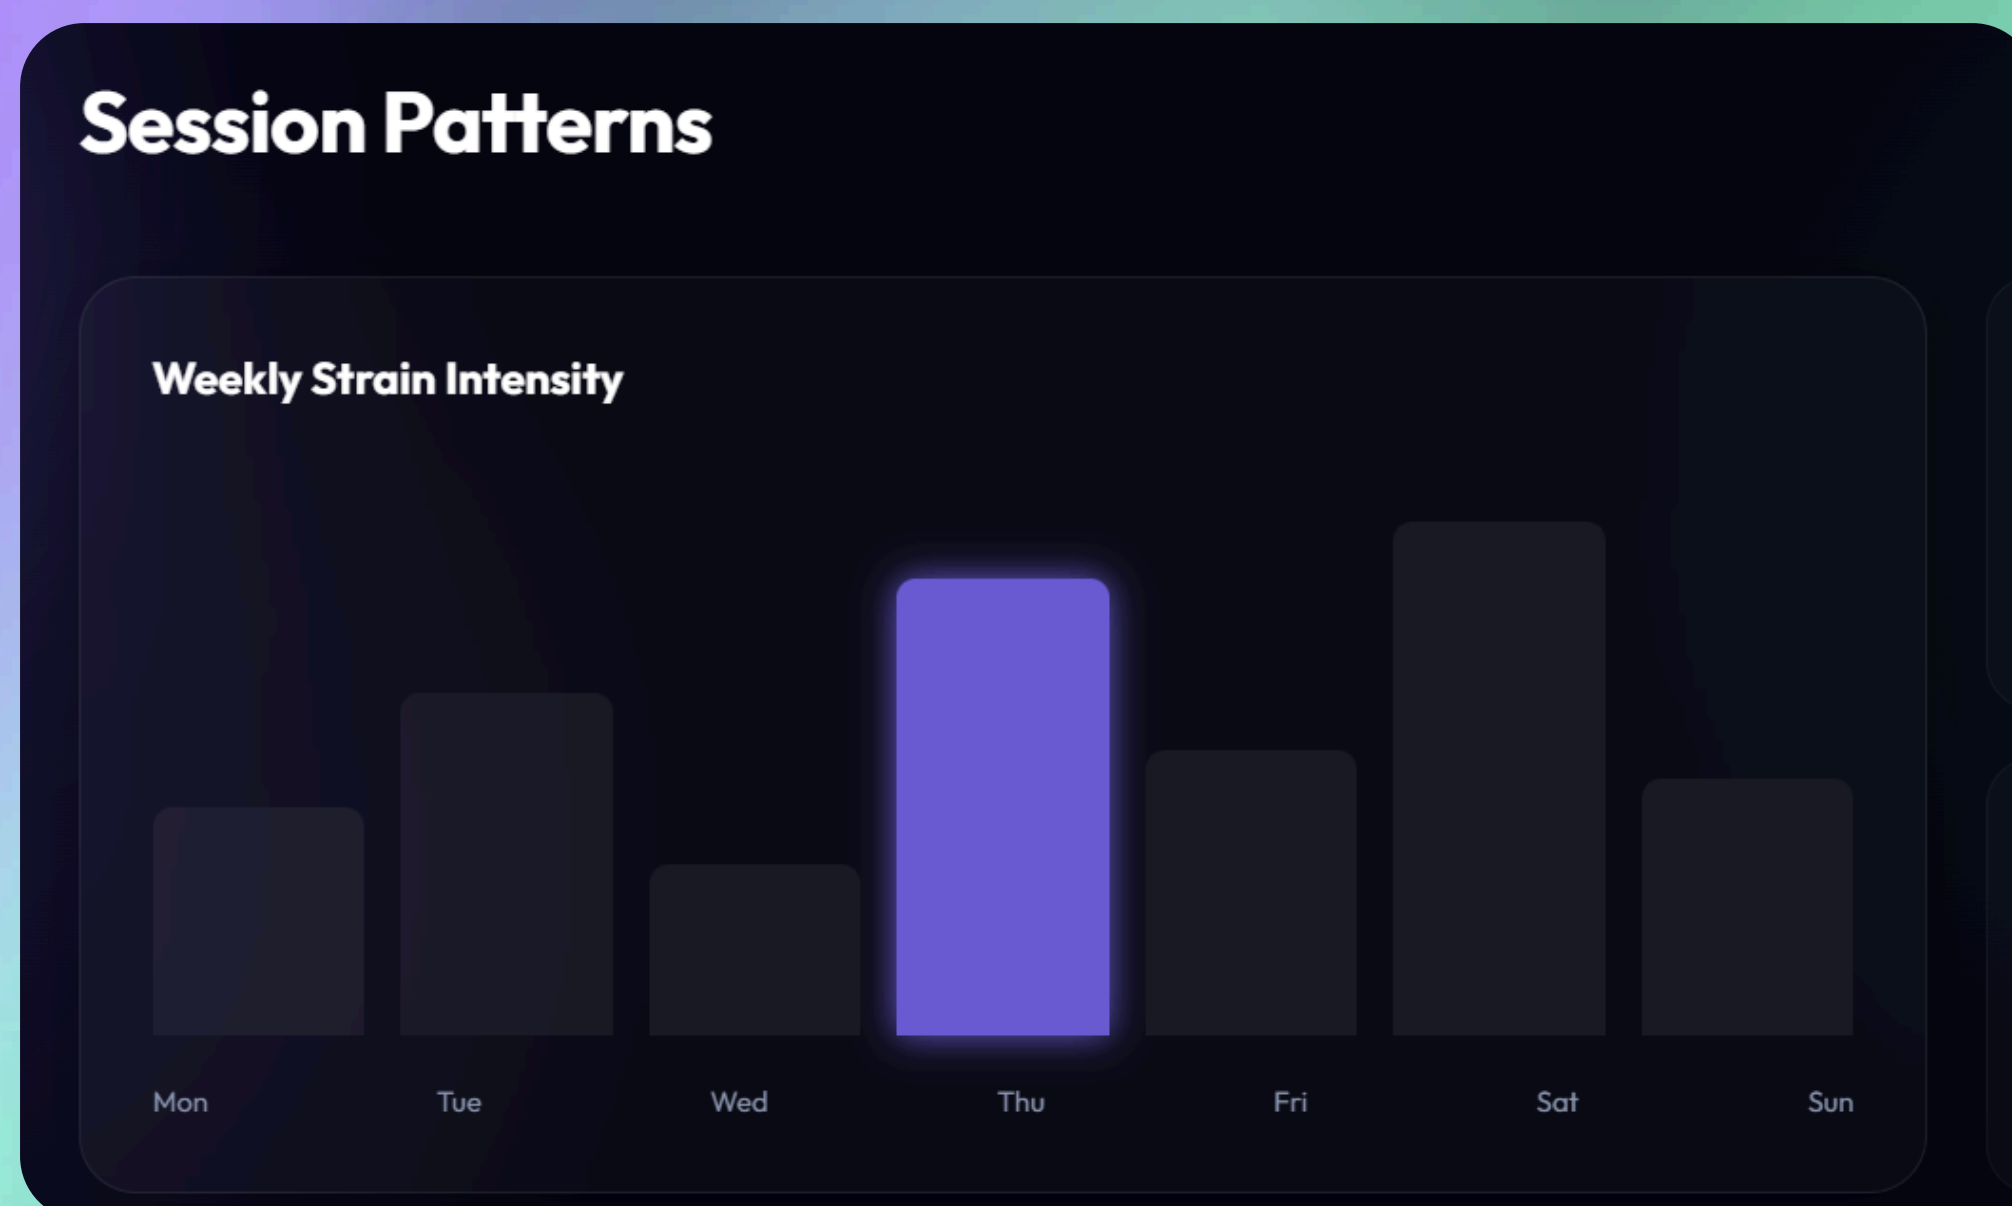 Session Patterns
Weekly Strain Intensity
Mon Tue Wed Thu Fri Sat Sun